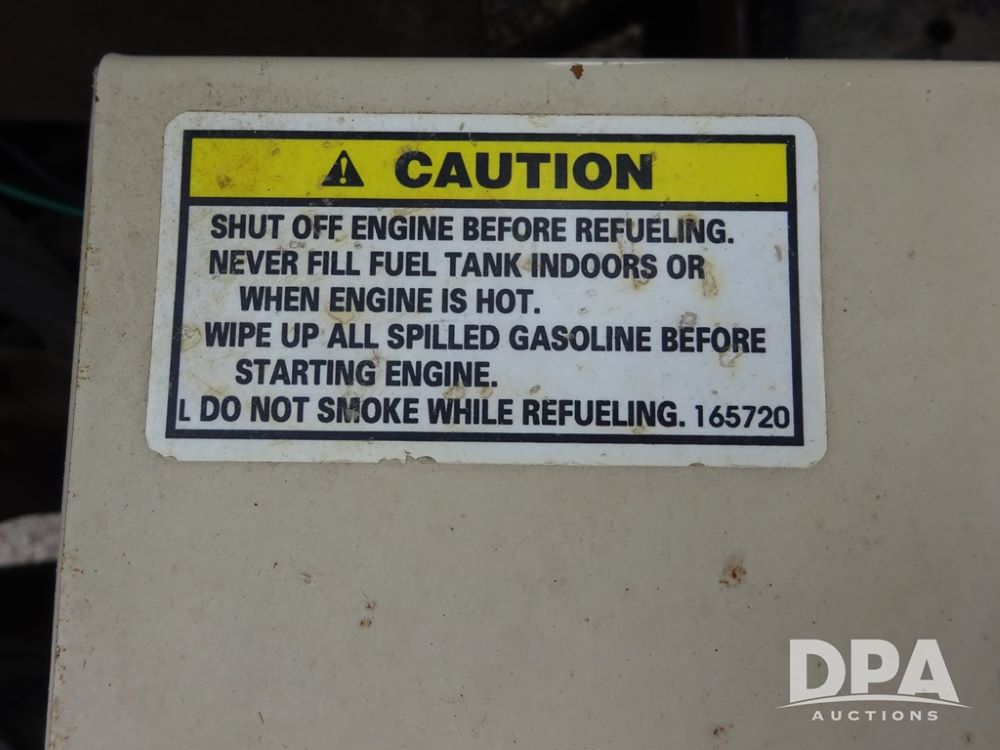 CAUTION
SHUT OFF ENGINE BEFORE REFUELING.
NEVER FILL FUEL TANK INDOORS OR
WHEN ENGINE IS HOT.
WIPE UP ALL SPILLED GASOLINE BEFORE
STARTING ENGINE.
L DO NOT SMOKE WHILE REFUELING. 165720
DPA
AUCTIONS